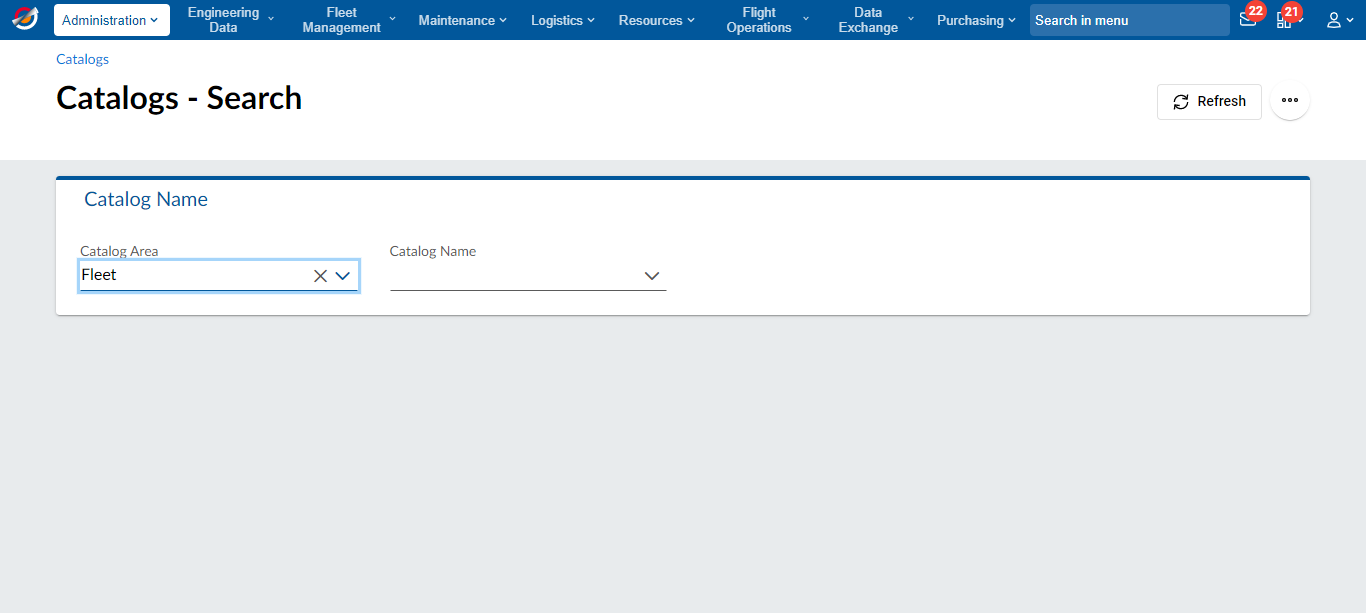 Administration
Engineering
Data
Fleet
Management
Maintenance
Logistics
Resources
Flight
Operations
Data
Exchange
Purchasing
Search in menu
22
21
Catalogs
Catalogs - Search
Refresh
Catalog Name
Catalog Area
Catalog Name
Fleet